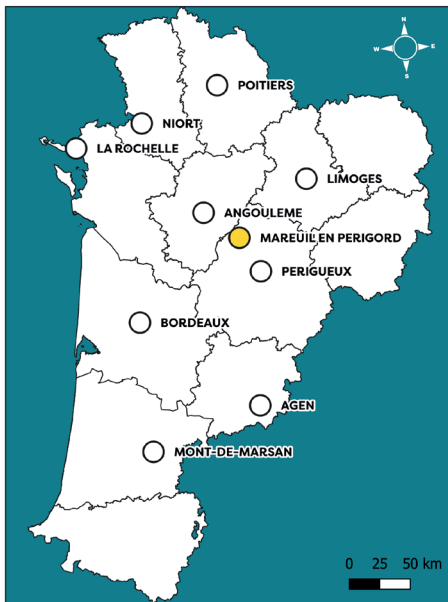 N
W E
S
POITIERS
NIORT
LA ROCHELLE
LIMOGES
ANGOULEME
MAREUIL EN PERIGORD
PERIGUEUX
BORDEAUX
AGEN
MONT-DE-MARSAN
0 25 50 km